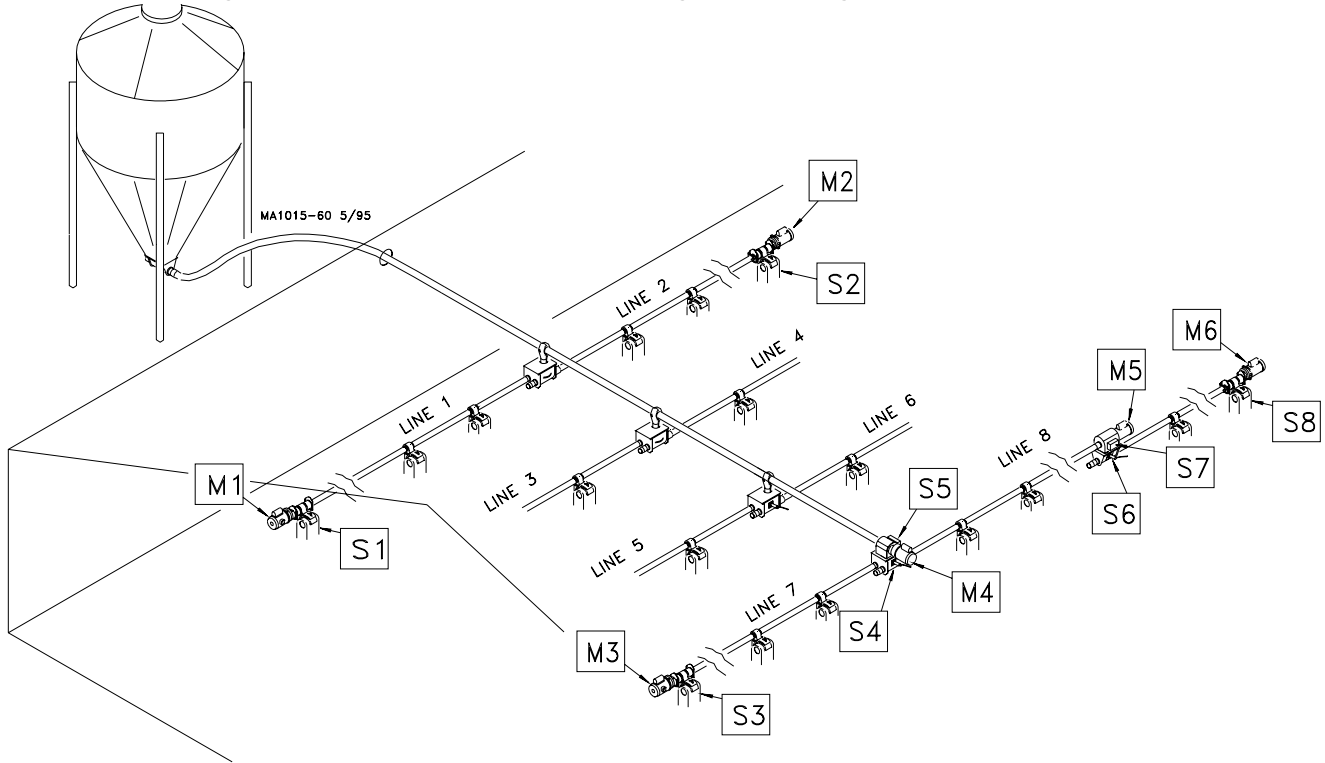 M2
MA1015-60 5/95
S2
LINE 2
M6
LINE 4
M5
S8
LINE 1
LINE 6
LINE 8
S7
M1
LINE 3
S5
S6
S1
LINE 5
M4
LINE 7
S4
M3
S3